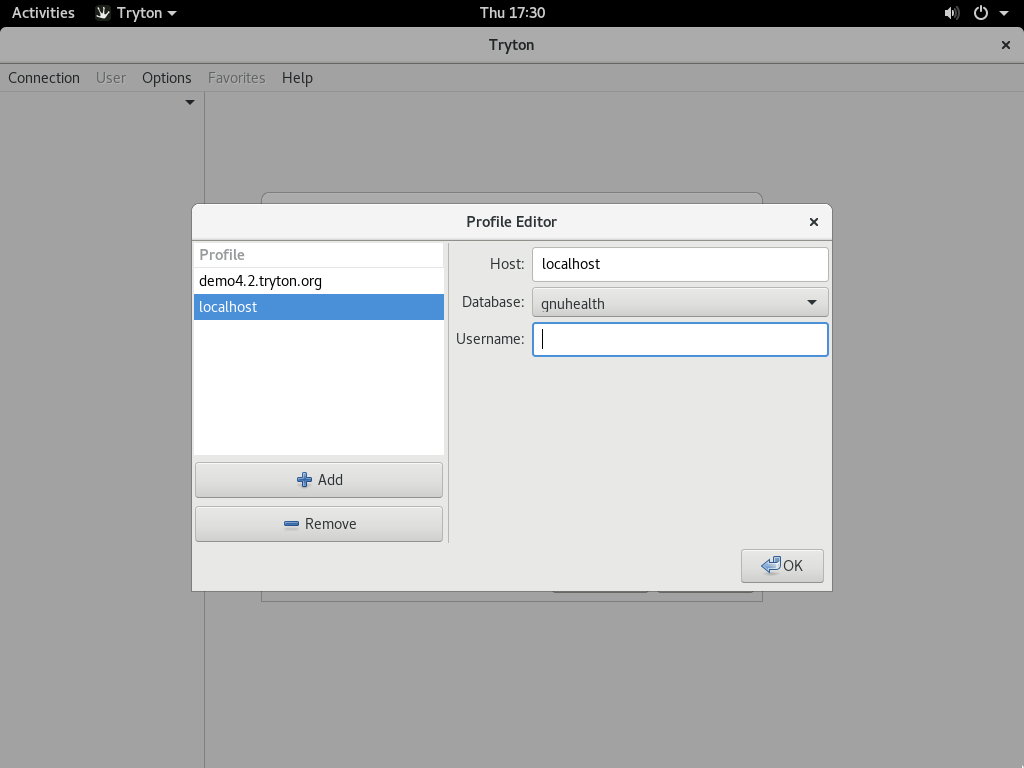 Activities Tryton Thu 17:30
Tryton
Connection User Options Favorites Help
Profile Editor
Profile
demo4.2.tryton.org
localhost
Add
Remove
Host: localhost
Database: gnuhealth
Username:
OK